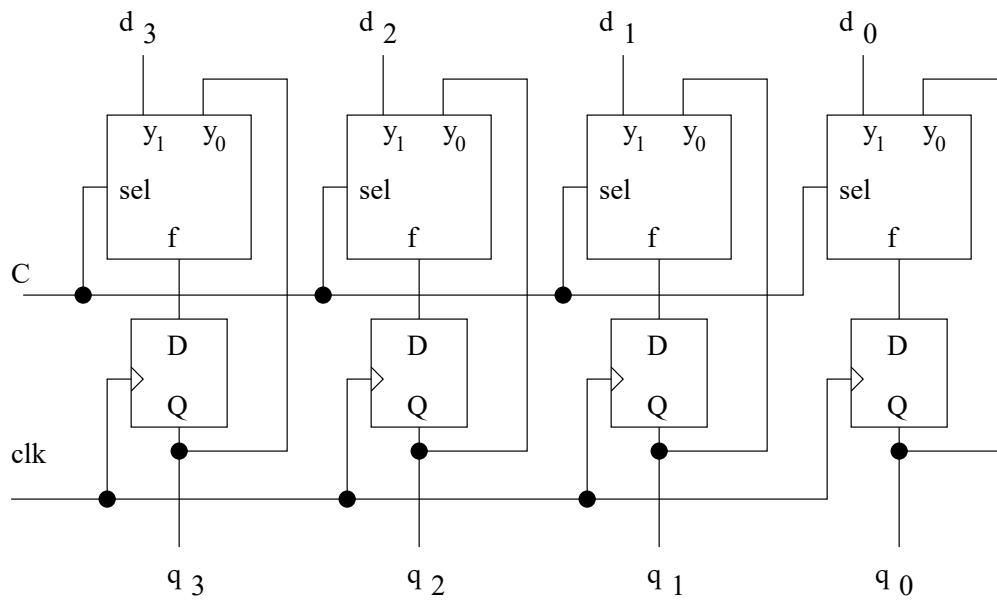 d 3 d 2 d 1 d 0
y1 y0 y1 y0 y1 y0 y1 y0
sel sel sel sel
f f f f
C
D D D D
Q Q Q Q
clk
q 3 q 2 q 1 q 0